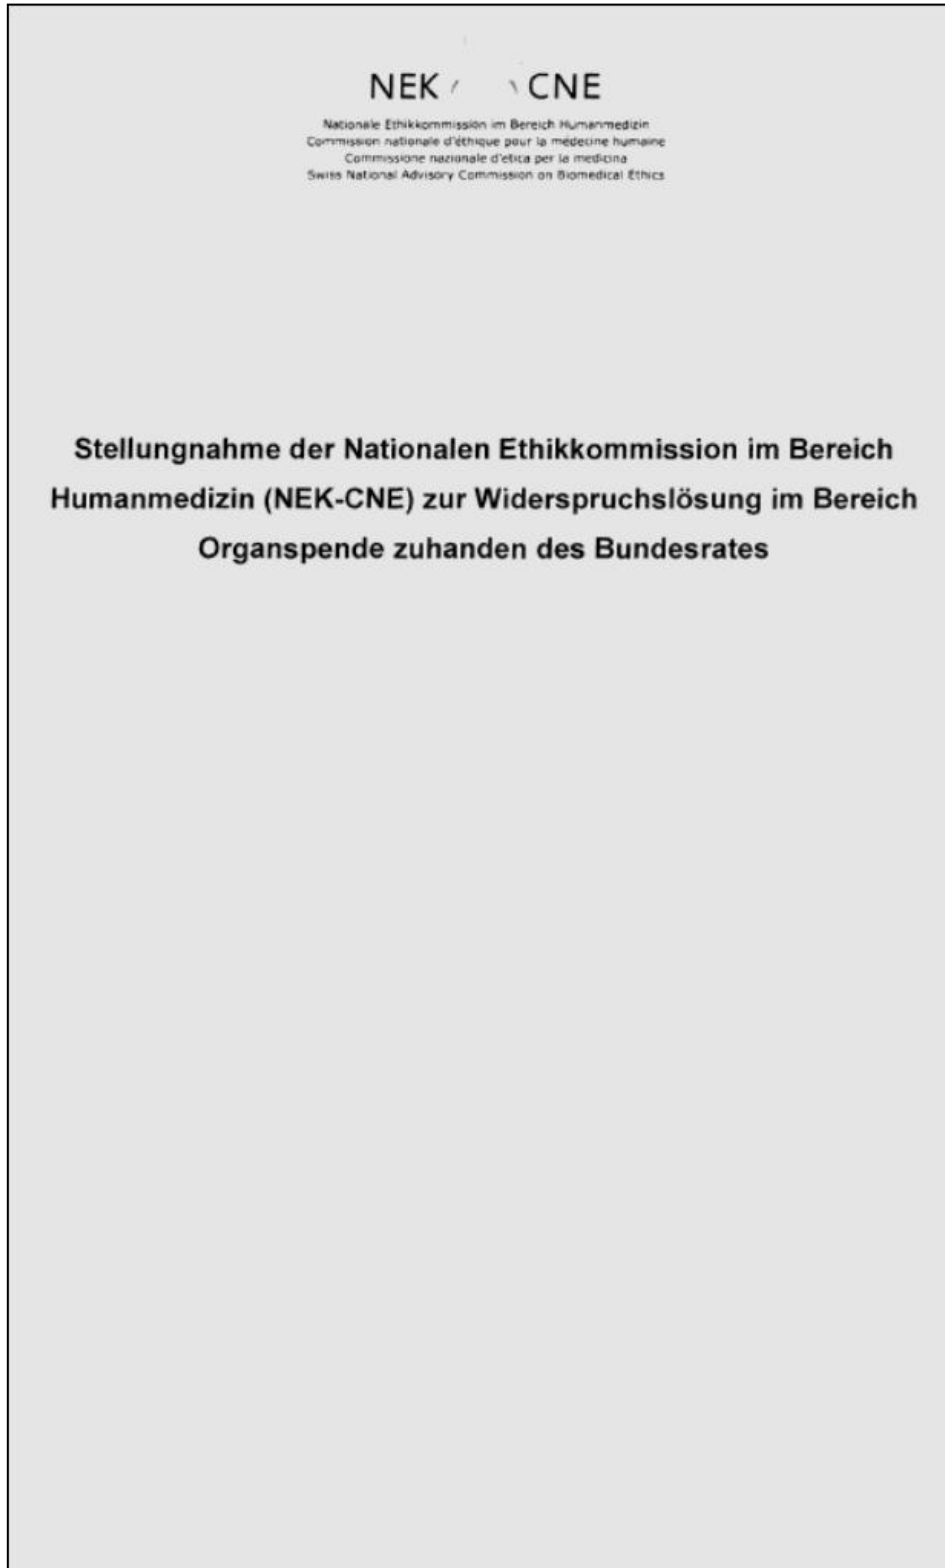 NEK CNE
Nationale Ethikkommission im Bereich Humanmedizin
Commission nationale d'éthique pour la médecine humaine
Commissione nazionale d'etica per la medicina
Swiss National Advisory Commission on Biomedical Ethics
Stellungnahme der Nationalen Ethikkommission im Bereich
Humanmedizin (NEK-CNE) zur Widerspruchslösung im Bereich
Organspende zuhanden des Bundesrates